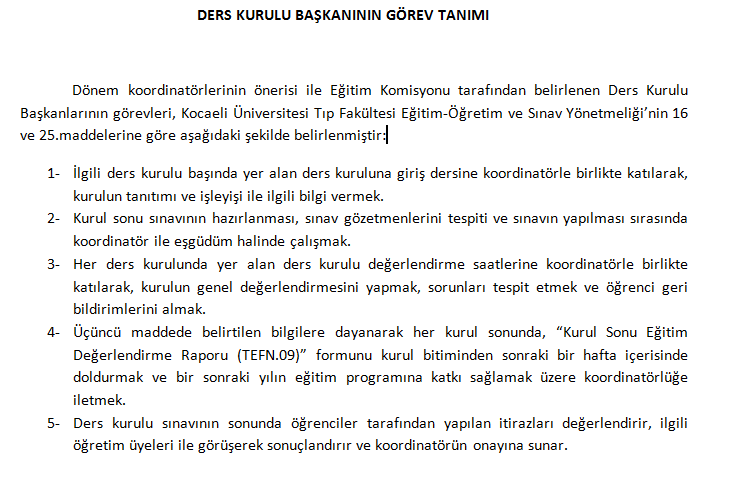 DERS KURULU BAŞKANININ GÖREV TANIMI
Dönem koordinatörlerinin önerisi ile Eğitim Komisyonu tarafından belirlenen Ders Kurulu
Başkanlarının görevleri, Kocaeli Üniversitesi Tıp Fakültesi Eğitim-Öğretim ve Sınav Yönetmeliği’nin 16
ve 25.maddelerine göre aşağıdaki şekilde belirlenmiştir:
1- İlgili ders kurulu başında yer alan ders kuruluna giriş dersine koordinatörle birlikte katılarak,
kurulun tanıtımı ve işleyişi ile ilgili bilgi vermek.
2- Kurul sonu sınavının hazırlanması, sınav gözetmenlerini tespiti ve sınavın yapılması sırasında
koordinatör ile eşgüdüm halinde çalışmak.
3- Her ders kurulunda yer alan ders kurulu değerlendirme saatlerine koordinatörle birlikte
katılarak, kurulun genel değerlendirmesini yapmak, sorunları tespit etmek ve öğrenci geri
bildirimlerini almak.
4- Üçüncü maddede belirtilen bilgilere dayanarak her kurul sonunda, “Kurul Sonu Eğitim
Değerlendirme Raporu (TEFN.09)” formunu kurul bitiminden sonraki bir hafta içerisinde
doldurmak ve bir sonraki yılın eğitim programına katkı sağlamak üzere koordinatörlüğe
iletmek.
5- Ders kurulu sınavının sonunda öğrenciler tarafından yapılan itirazları değerlendirir, ilgili
öğretim üyeleri ile görüşerek sonuçlandırır ve koordinatörün onayına sunar.